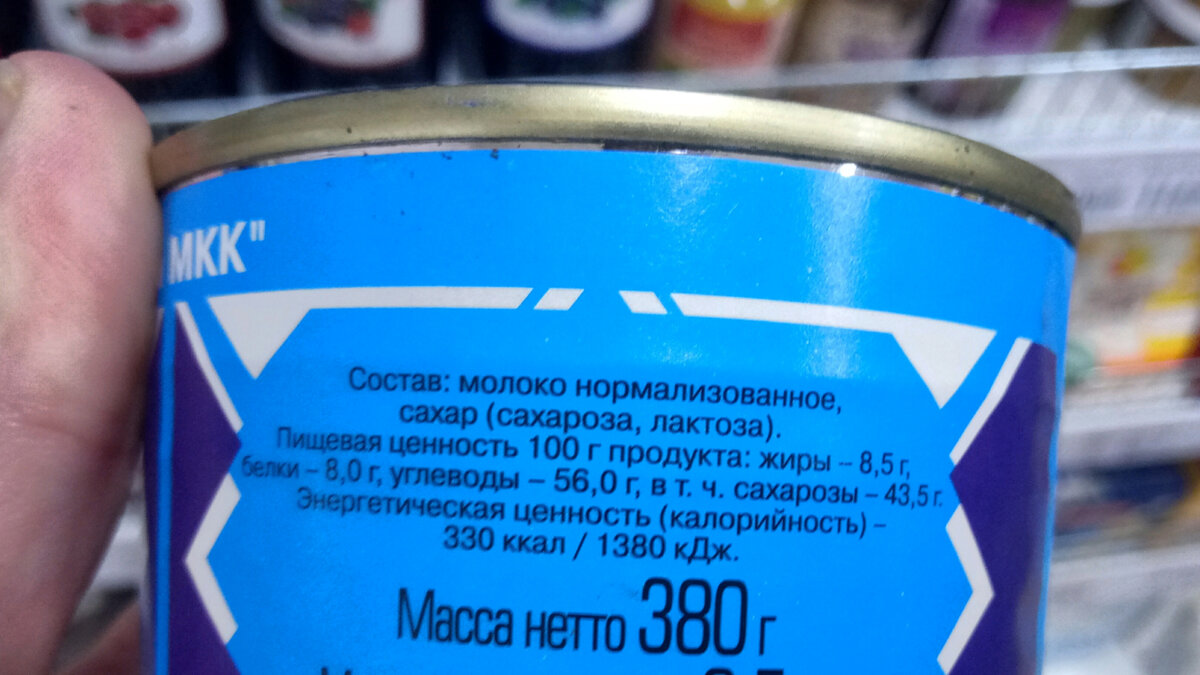 МКК"
Состав: молоко нормализованное,
сахар (сахароза, лактоза).
Пищевая ценность 100 г продукта: жиры – 8,5 г,
белки – 8,0 г, углеводы – 56,0 г, в т. ч. сахарозы – 43,5 г.
Энергетическая ценность (калорийность) –
330 ккал / 1380 кДж.
Масса нетто 380 г